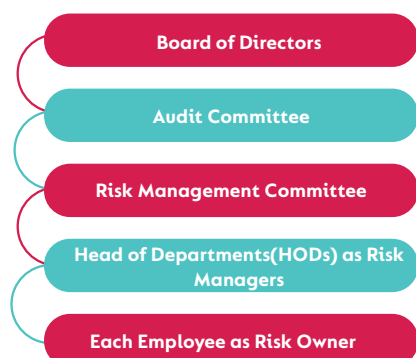 Board of Directors
Audit Committee
Risk Management Committee
Head of Departments(HODs) as Risk
Managers
Each Employee as Risk Owner